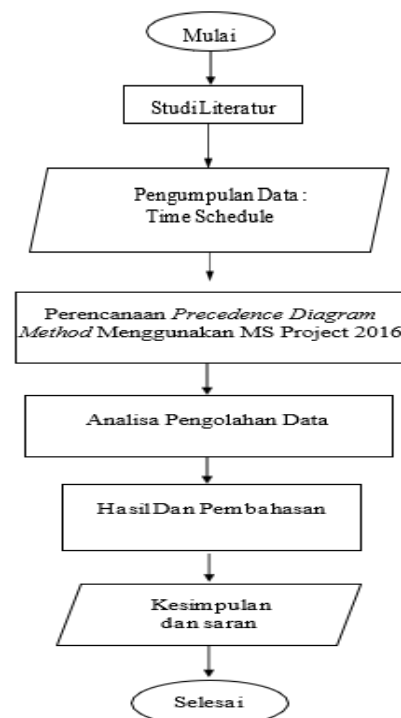 Mulai
Studi Literatur
Pengumpulan Data :
Time Schedule
Perencanaan Precedence Diagram
Method Menggunakan MS Project 2016
Analisa Pengolahan Data
Hasil Dan Pembahasan
Kesimpulan
dan saran
Selesai